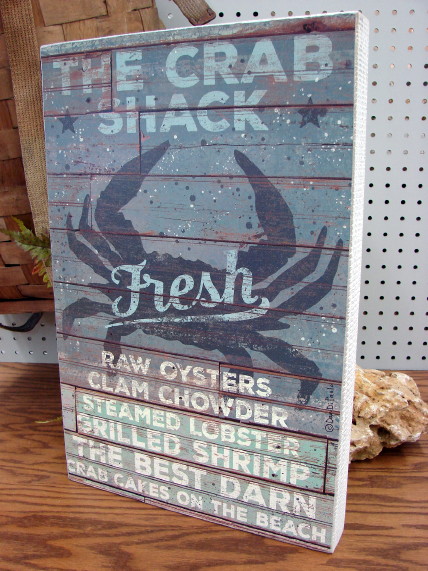 THE CRAB
SHACK
Fresh
RAW OYSTERS
CLAM CHOWDER
STEAMED LOBSTER
GRILLED SHRIMP
THE BEST DARN
CRAB CAKES ON THE BEACH